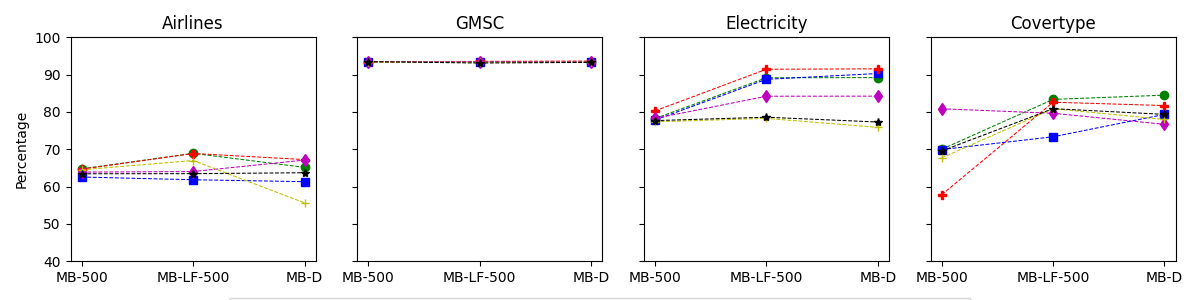 Airlines GMSC Electricity Covertype
100
90
80
70
60
50
40
Percentage
MB-500 MB-LF-500 MB-D MB-500 MB-LF-500 MB-D MB-500 MB-LF-500 MB-D MB-500 MB-LF-500 MB-D